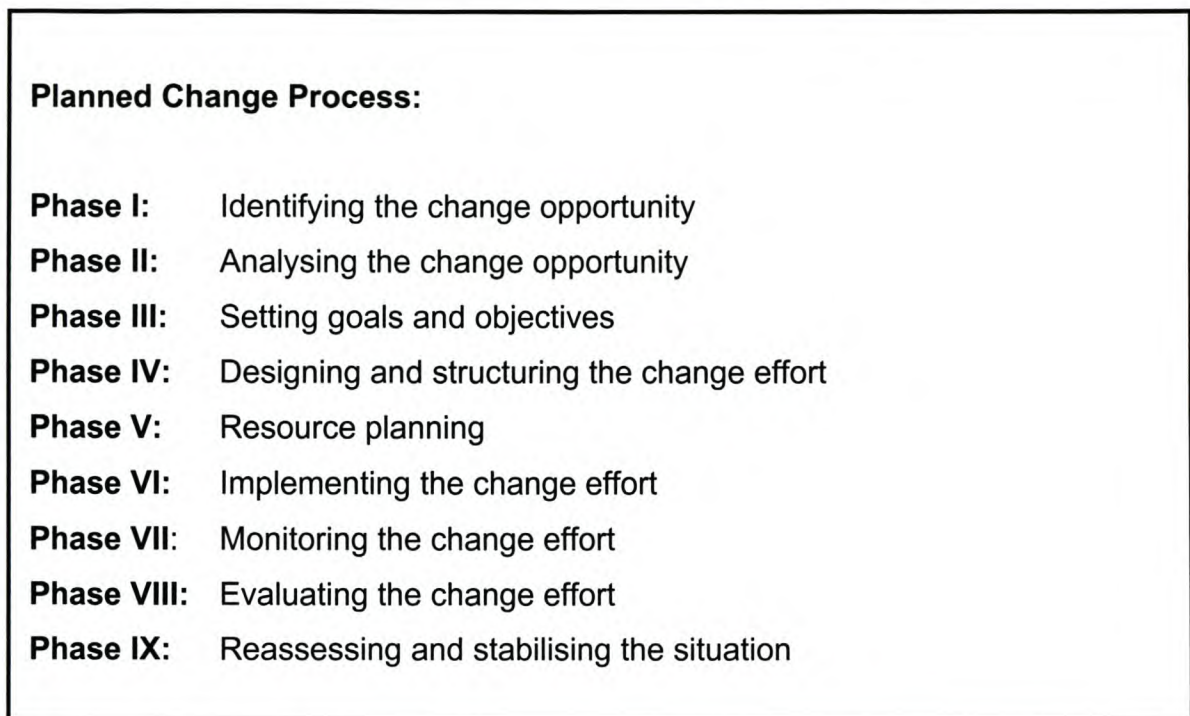 Planned Change Process:
Phase I: Identifying the change opportunity
Phase II: Analysing the change opportunity
Phase III: Setting goals and objectives
Phase IV: Designing and structuring the change effort
Phase V: Resource planning
Phase VI: Implementing the change effort
Phase VII: Monitoring the change effort
Phase VIII: Evaluating the change effort
Phase IX: Reassessing and stabilising the situation